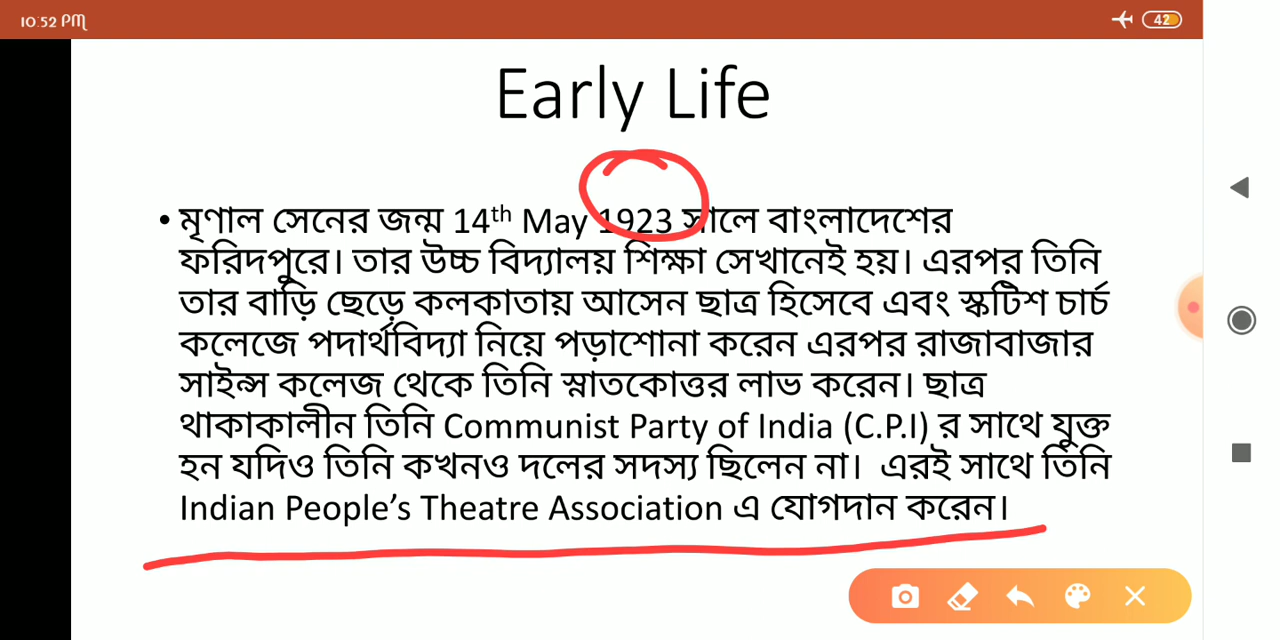 10:52 PM
42
Early Life
• মৃণাল সেনের জন্ম 14th May 1923 সালে বাংলাদেশের
ফরিদপুরে। তার উচ্চ বিদ্যালয় শিক্ষা সেখানেই হয়। এরপর তিনি
তার বাড়ি ছেড়ে কলকাতায় আসেন ছাত্র হিসেবে এবং স্কটিশ চার্চ
কলেজে পদার্থবিদ্যা নিয়ে পড়াশোনা করেন এরপর রাজাবাজার
সাইন্স কলেজ থেকে তিনি স্নাতকোত্তর লাভ করেন। ছাত্র
থাকাকালীন তিনি Communist Party of India (C.P.I) র সাথে যুক্ত
হন যদিও তিনি কখনও দলের সদস্য ছিলেন না। এরই সাথে তিনি
Indian People’s Theatre Association এ যোগদান করেন।